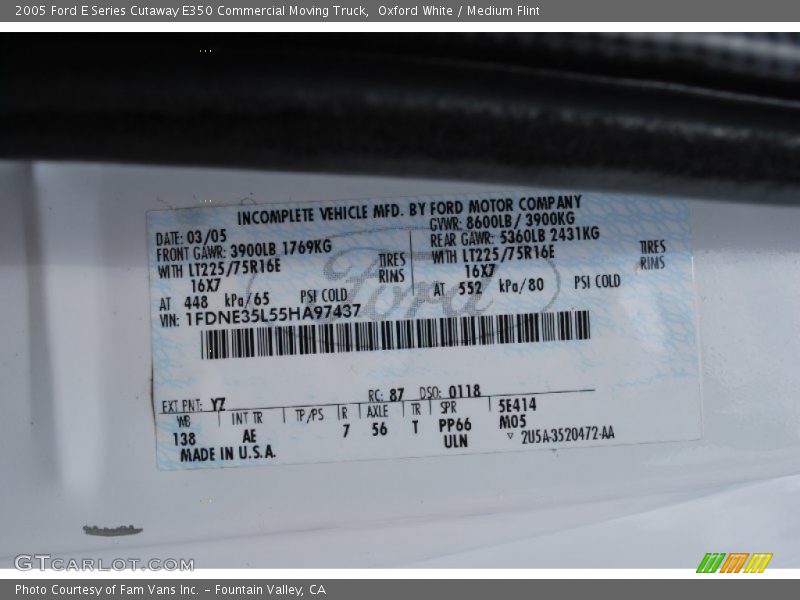 2005 Ford E Series Cutaway E350 Commercial Moving Truck,  Oxford White / Medium Flint
INCOMPLETE VEHICLE MFD. BY FORD MOTOR COMPANY
DATE: 03/05 GVWR: 8600LB / 3900KG
FRONT GAWR: 3900LB 1769KG REAR GAWR: 5360LB 2431KG
WITH LT225/75R16E TIRES WITH LT225/75R16E TIRES
16X7 RIMS 16X7 RIMS
AT 448 kPa/65 PSI COLD AT 552 kPa/80 PSI COLD
VIN: 1FDNE35L55HA97437
Ford
EXT PNT: YZ RC: 87 DSO: 0118
WB INT TR TP/PS R AXLE TR SPR 5E414
138 AE 7 56 T PP66 M05
ULN ▽ 2U5A-3520472-AA
MADE IN U.S.A.
GTCARLOT.COM
Photo Courtesy of Fam Vans Inc. - Fountain Valley, CA